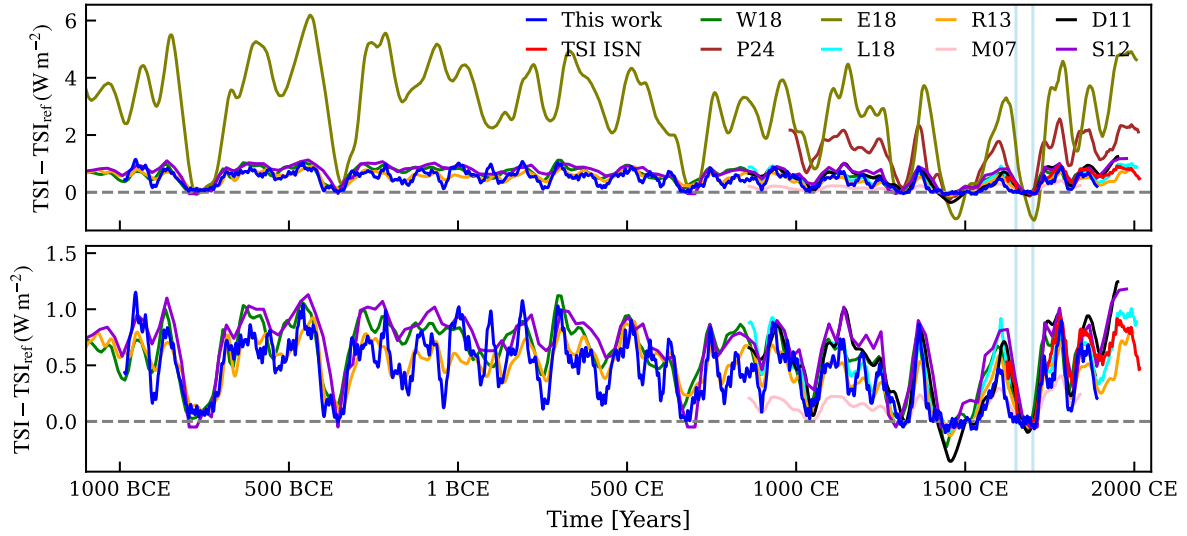 This work W18 E18 R13 D11
TSI ISN P24 L18 M07 S12
TSI − TSI_ref (W m⁻²)
6
4
2
0
TSI − TSI_ref (W m⁻²)
1.5
1.0
0.5
0.0
1000 BCE 500 BCE 1 BCE 500 CE 1000 CE 1500 CE 2000 CE
Time [Years]